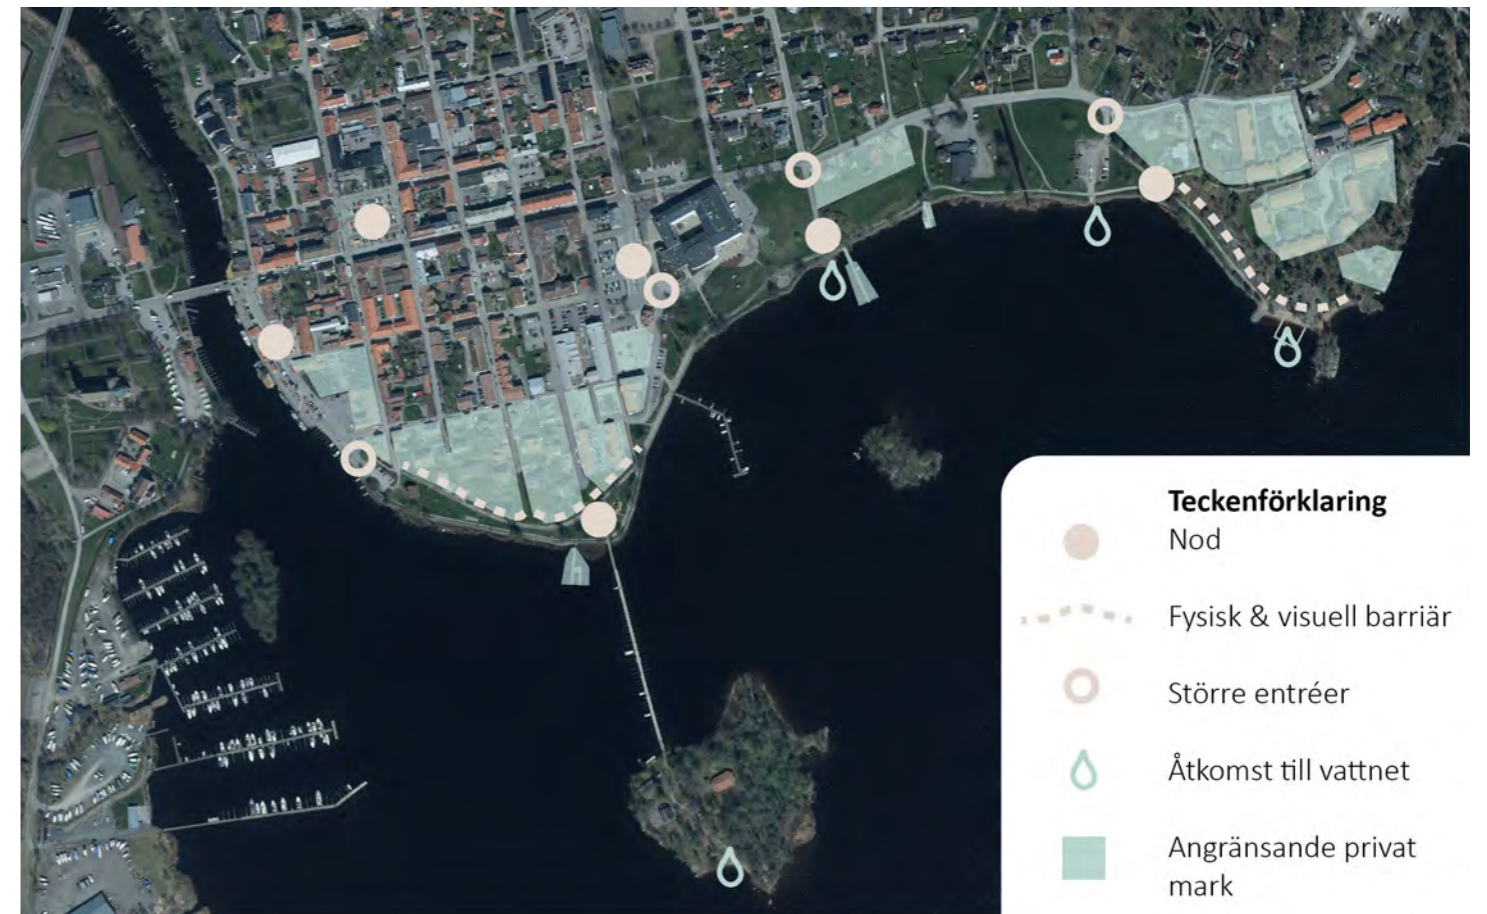 Teckenförklaring
Nod
Fysisk & visuell barriär
Större entréer
Åtkomst till vattnet
Angränsande privat
mark